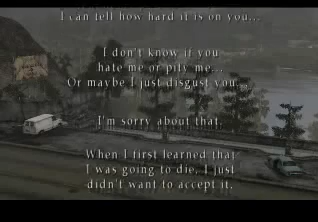 I can tell how hard it is on you...
I don't know if you
hate me or pity me...
Or maybe I just disgust you...
I'm sorry about that.
When I first learned that
I was going to die, I just
didn't want to accept it.